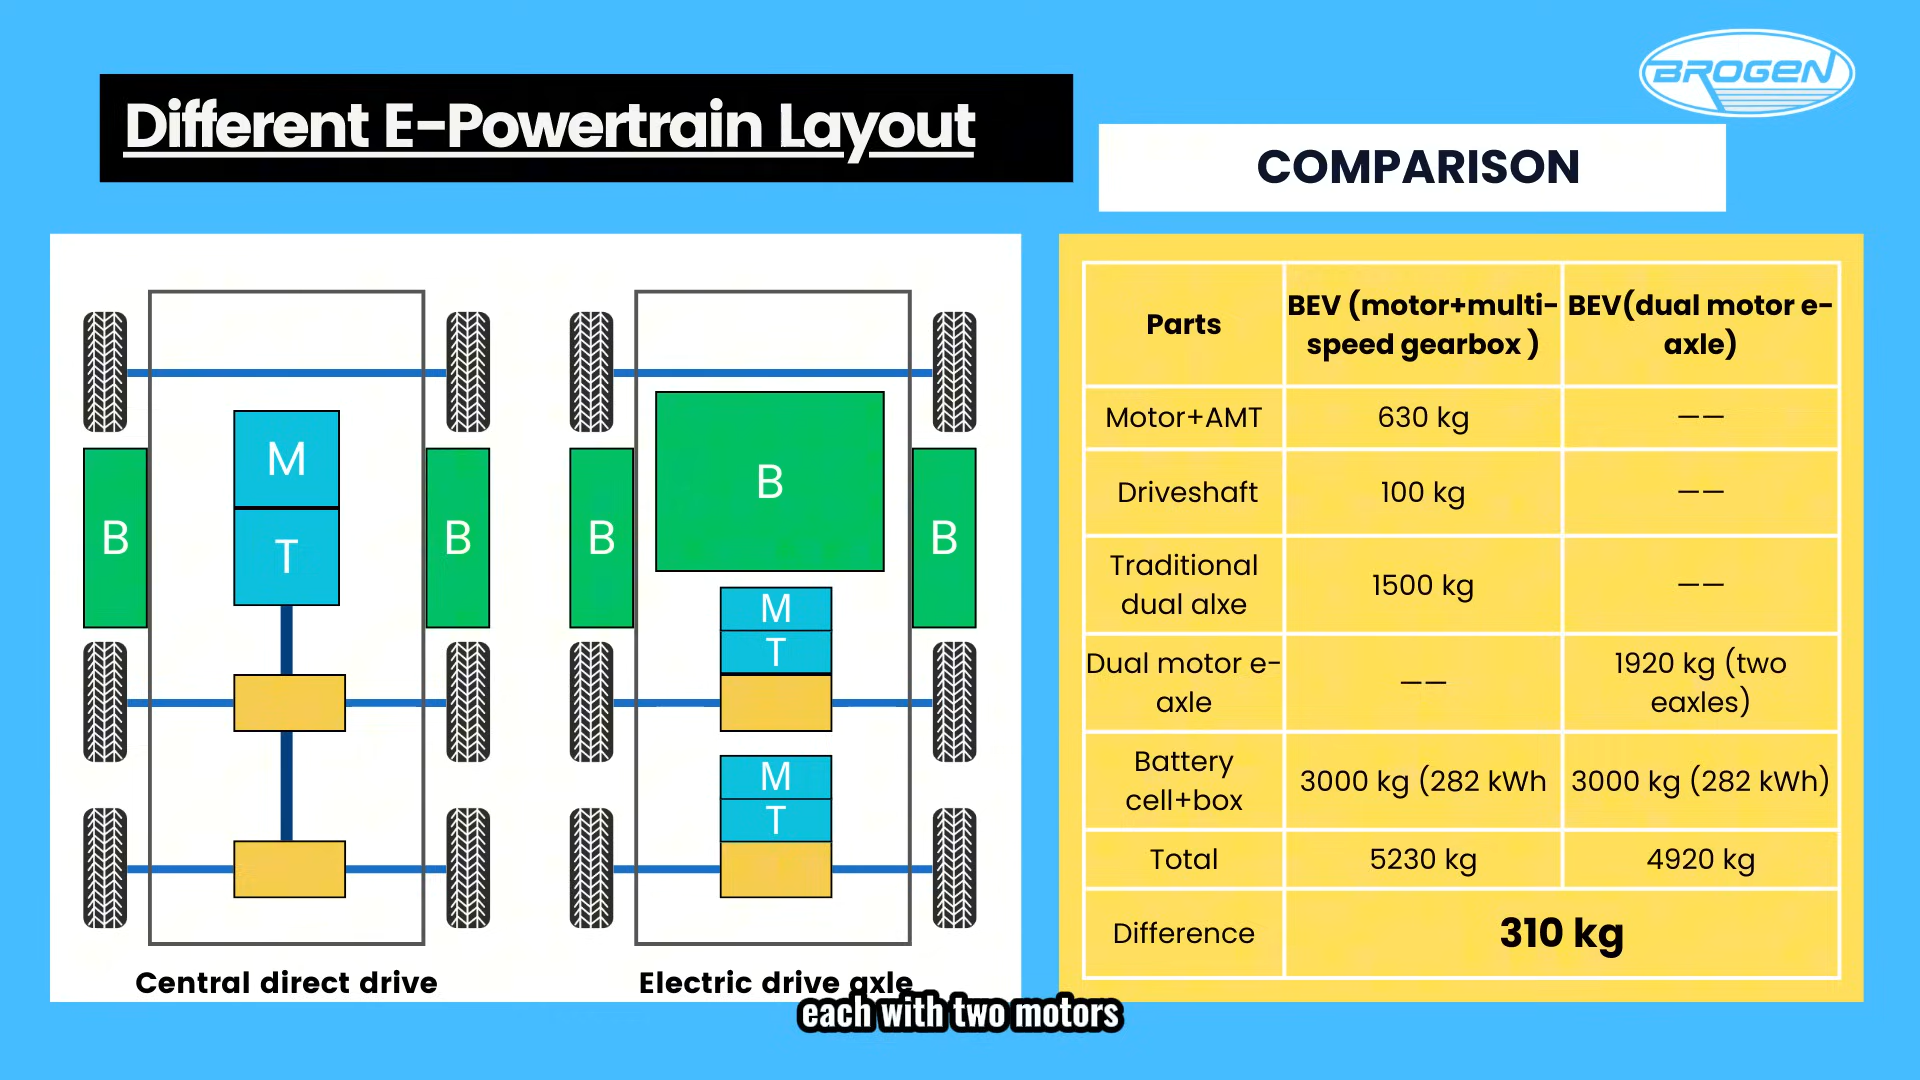 BROGEN
Different E-Powertrain Layout
COMPARISON
M
T
B
B
B
B
B
M
T
M
T
Central direct drive
Electric drive axle
Parts
BEV (motor+multi-
speed gearbox )
BEV(dual motor e-
axle)
Motor+AMT
630 kg
——
Driveshaft
100 kg
——
Traditional
dual alxe
1500 kg
——
Dual motor e-
axle
——
1920 kg (two
eaxles)
Battery
cell+box
3000 kg (282 kWh
3000 kg (282 kWh)
Total
5230 kg
4920 kg
Difference
310 kg
each with two motors